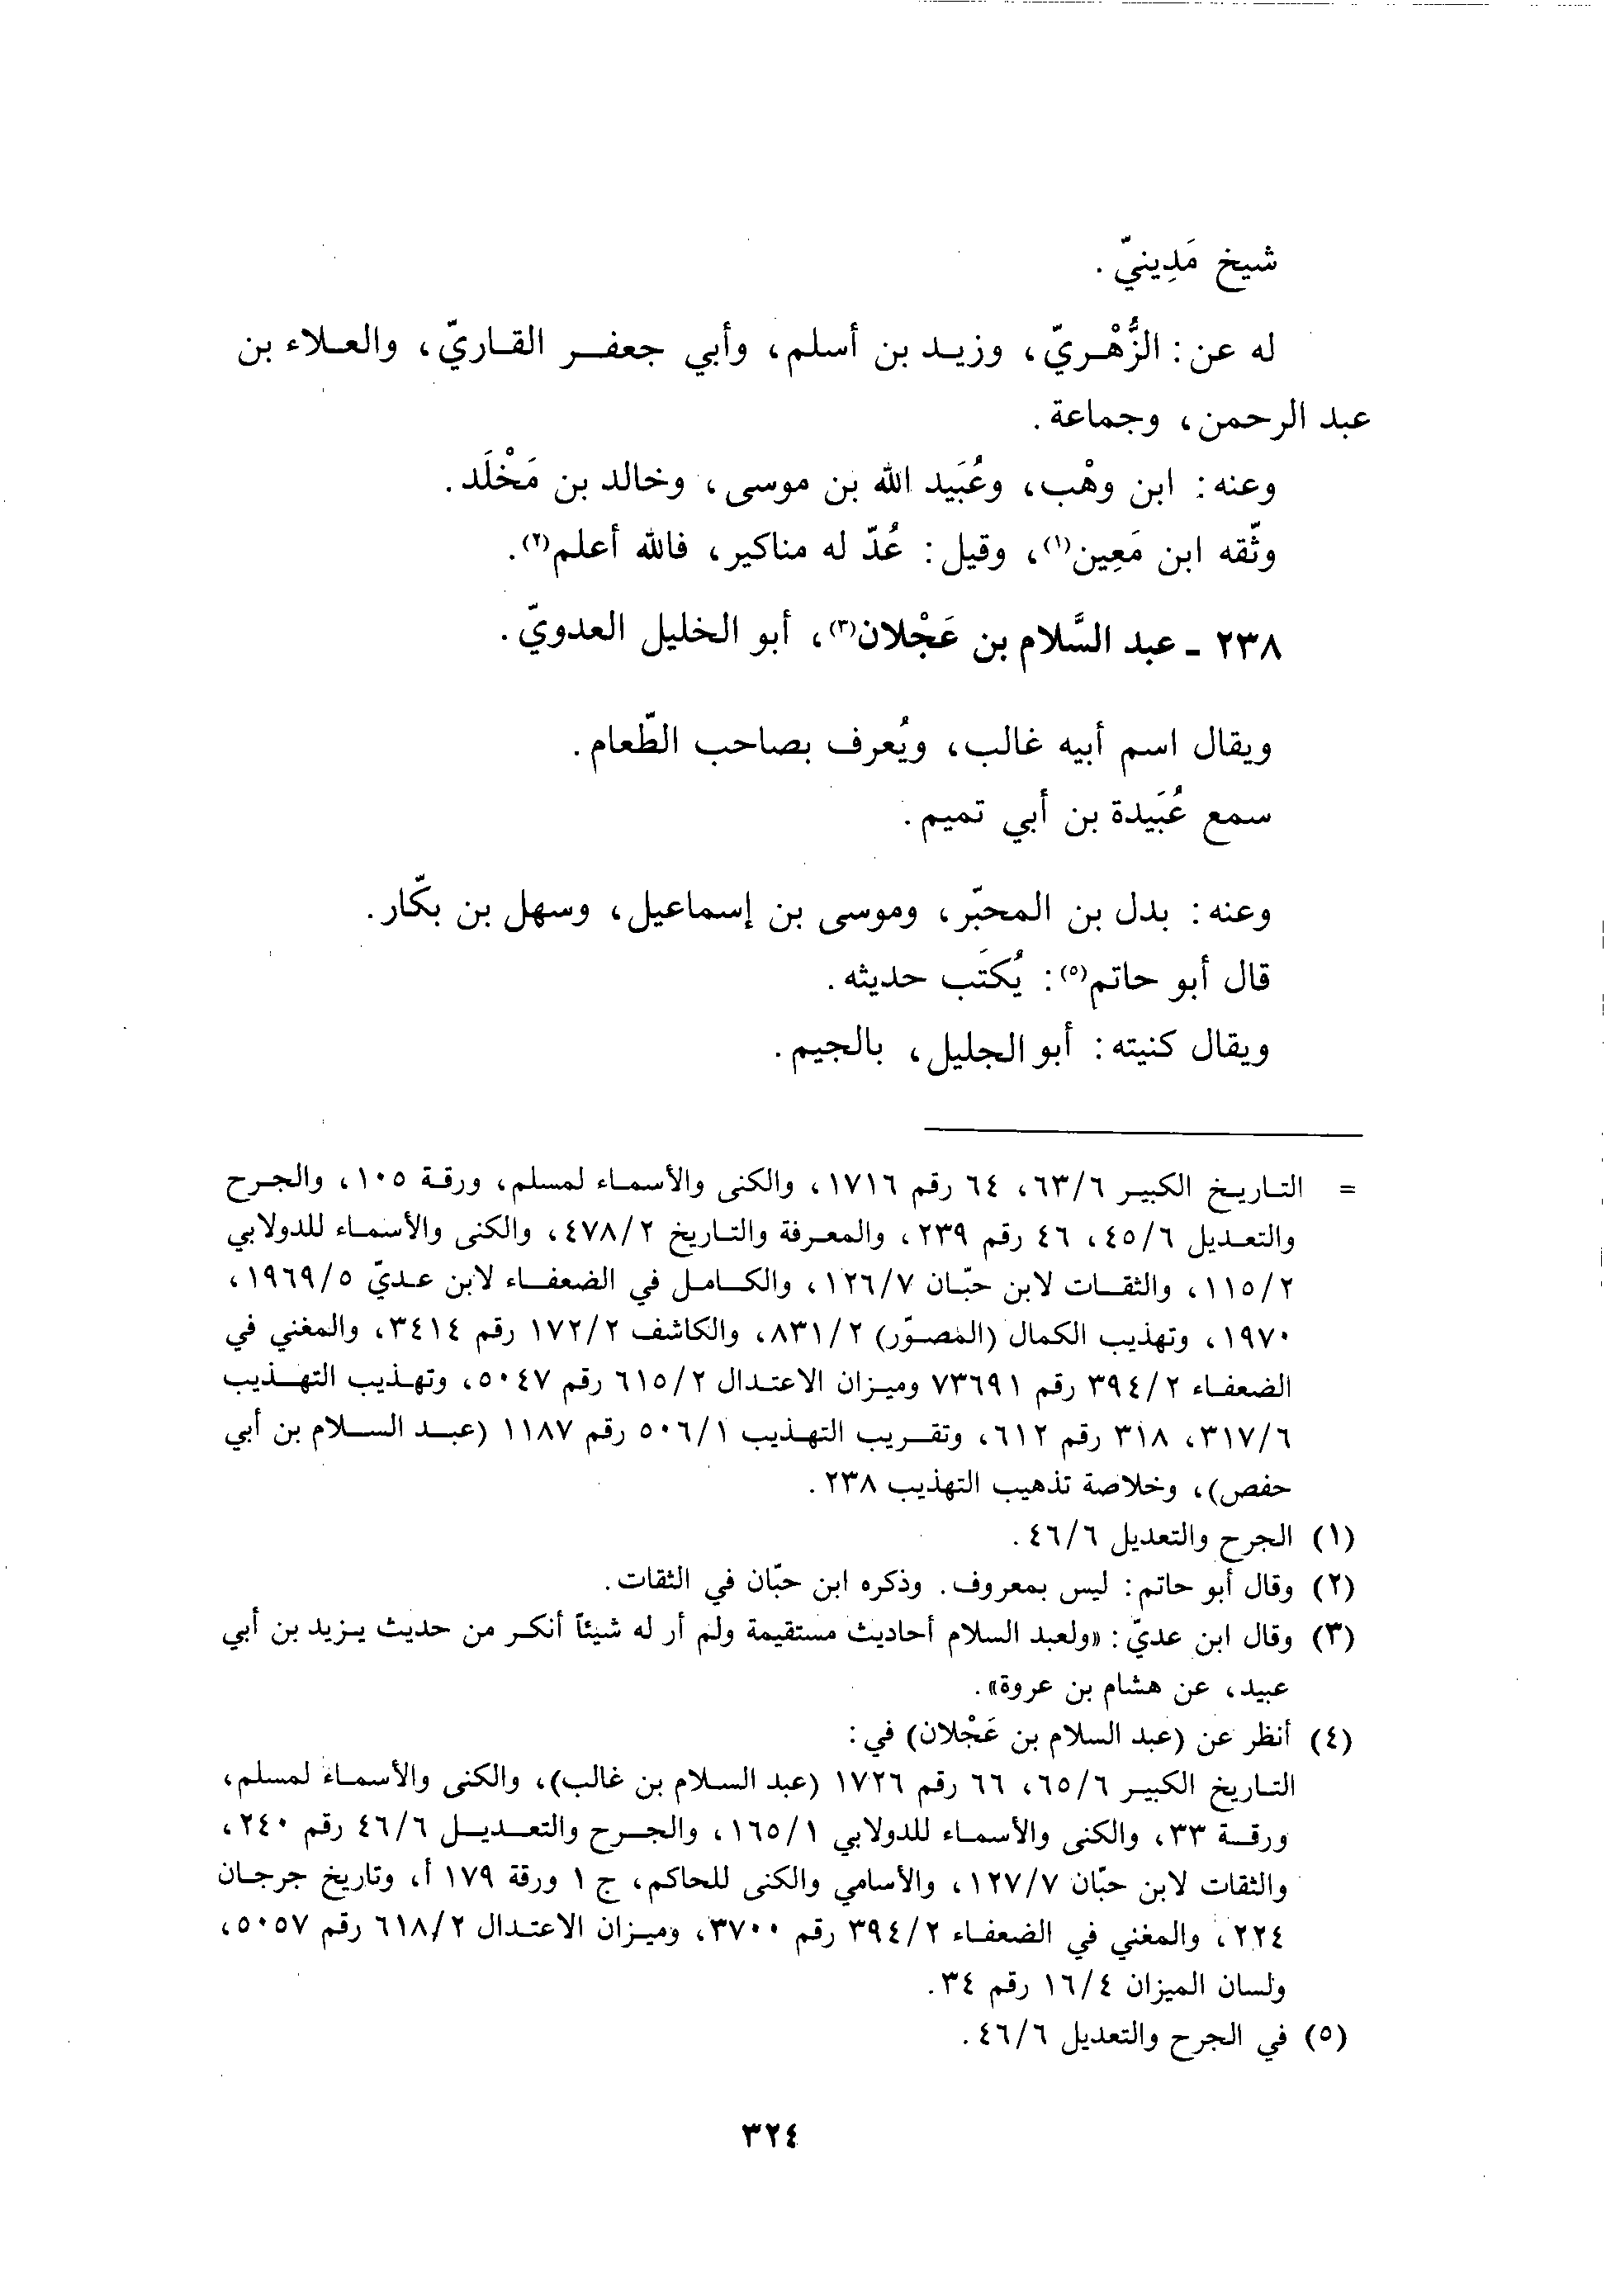 شيخ مَدِينيّ.
له عن: الزُّهْريّ، وزيد بن أسلم، وأبي جعفر القاريّ، والعلاء بن
عبد الرحمن، وجماعة.
وعنه: ابن وهْب، وعُبَيد الله بن موسى، وخالد بن مَخْلَد.
وثّقه ابن مَعِين(١)، وقيل: عُدّ له مناكير، فالله أعلم(٢).
٢٣٨ ـ عبد السَّلام بن عَجْلان(٣)، أبو الخليل العدويّ.
ويقال اسم أبيه غالب، ويُعرف بصاحب الطّعام.
سمع عُبَيدة بن أبي تميم.
وعنه: بدل بن المحبّر، وموسى بن إسماعيل، وسهل بن بكّار.
قال أبو حاتم(٥): يُكتَب حديثه.
ويقال كنيته: أبو الجليل، بالجيم.
= التاريخ الكبير ٦٣/٦، ٦٤ رقم ١٧١٦، والكنى والأسماء لمسلم، ورقة ١٠٥، والجرح
والتعديل ٤٥/٦، ٤٦ رقم ٢٣٩، والمعرفة والتاريخ ٤٧٨/٢، والكنى والأسماء للدولابي
١١٥/٢، والثقات لابن حبّان ١٢٦/٧، والكامل في الضعفاء لابن عديّ ١٩٦٩/٥،
١٩٧٠، وتهذيب الكمال (المصوّر) ٨٣١/٢، والكاشف ١٧٢/٢ رقم ٣٤١٤، والمغني في
الضعفاء ٣٩٤/٢ رقم ٧٣٦٩١ وميزان الاعتدال ٦١٥/٢ رقم ٥٠٤٧، وتهذيب التهذيب
٣١٧/٦، ٣١٨ رقم ٦١٢، وتقريب التهذيب ٥٠٦/١ رقم ١١٨٧ (عبد السلام بن أبي
حفص)، وخلاصة تذهيب التهذيب ٢٣٨.
(١) الجرح والتعديل ٤٦/٦.
(٢) وقال أبو حاتم: ليس بمعروف. وذكره ابن حبّان في الثقات.
(٣) وقال ابن عديّ: «ولعبد السلام أحاديث مستقيمة ولم أر له شيئاً أنكر من حديث يزيد بن أبي
عبيد، عن هشام بن عروة».
(٤) أنظر عن (عبد السلام بن عَجْلان) في:
التاريخ الكبير ٦٥/٦، ٦٦ رقم ١٧٢٦ (عبد السلام بن غالب)، والكنى والأسماء لمسلم،
ورقة ٣٣، والكنى والأسماء للدولابي ١٦٥/١، والجرح والتعديل ٤٦/٦ رقم ٢٤٠،
والثقات لابن حبّان ١٢٧/٧، والأسامي والكنى للحاكم، ج ١ ورقة ١٧٩ أ، وتاريخ جرجان
٢٢٤، والمغني في الضعفاء ٣٩٤/٢ رقم ٣٧٠٠، وميزان الاعتدال ٦١٨/٢ رقم ٥٠٥٧،
ولسان الميزان ١٦/٤ رقم ٣٤.
(٥) في الجرح والتعديل ٤٦/٦.
٣٢٤